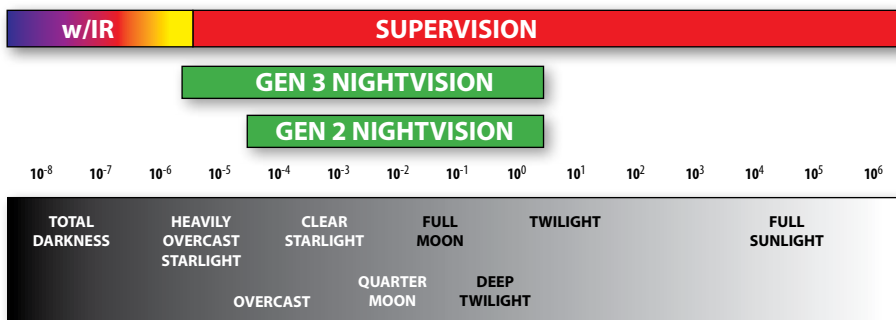 w/IR SUPERVISION
GEN 3 NIGHTVISION
GEN 2 NIGHTVISION
10-8 10-7 10-6 10-5 10-4 10-3 10-2 10-1 100 101 102 103 104 105 106
TOTAL HEAVILY CLEAR FULL TWILIGHT FULL
DARKNESS OVERCAST STARLIGHT MOON SUNLIGHT
STARLIGHT
QUARTER DEEP
OVERCAST MOON TWILIGHT